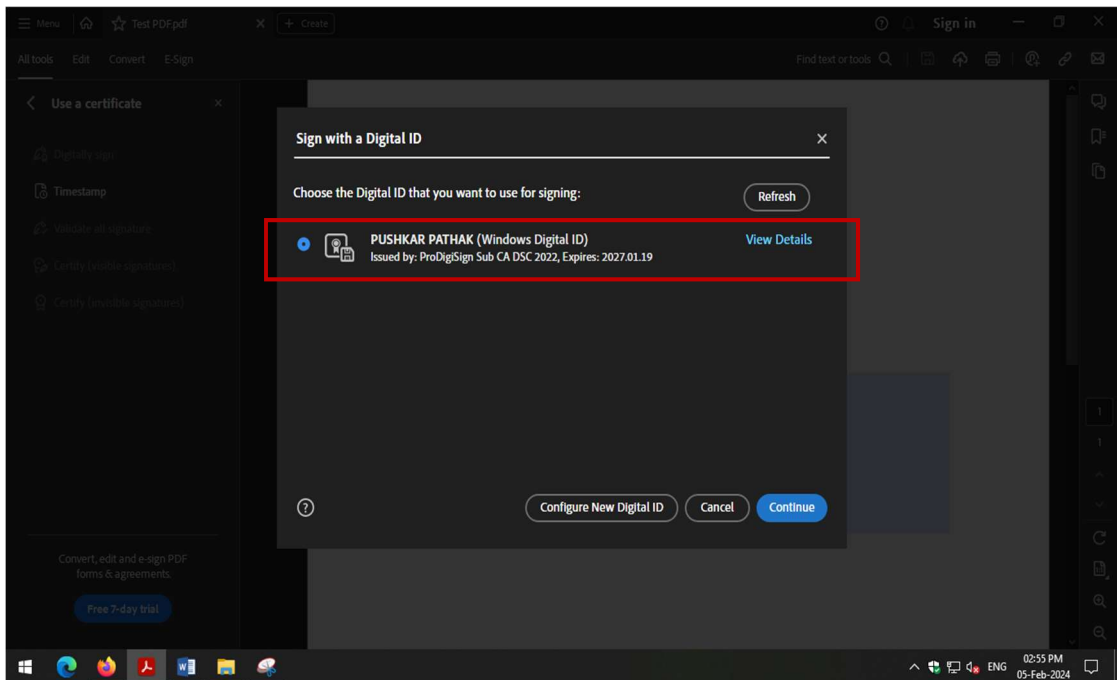 Menu
Test PDF.pdf
+ Create
Sign in
All tools Edit Convert E-Sign
Find text or tools
Use a certificate
Digitally sign
Timestamp
Validate all signature
Certify (visible signatures)
Certify (invisible signatures)
Sign with a Digital ID
Choose the Digital ID that you want to use for signing:
Refresh
PUSHKAR PATHAK (Windows Digital ID)
View Details
Issued by: ProDigiSign Sub CA DSC 2022, Expires: 2027.01.19
Configure New Digital ID
Cancel
Continue
1
1
Convert, edit and e-sign PDF
forms & agreements.
Free 7-day trial
ENG
02:55 PM
05-Feb-2024